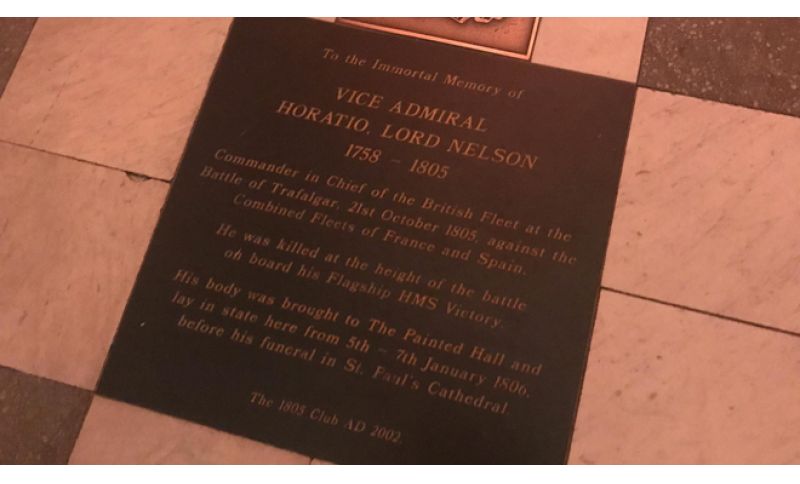 To the Immortal Memory of
VICE ADMIRAL
HORATIO, LORD NELSON
1758 - 1805
Commander in Chief of the British Fleet at the
Battle of Trafalgar, 21st October 1805, against the
Combined Fleets of France and Spain.
He was killed at the height of the battle
on board his Flagship HMS Victory.
His body was brought to The Painted Hall and
lay in state here from 5th - 7th January 1806,
before his funeral in St. Paul's Cathedral
The 1805 Club AD 2002.